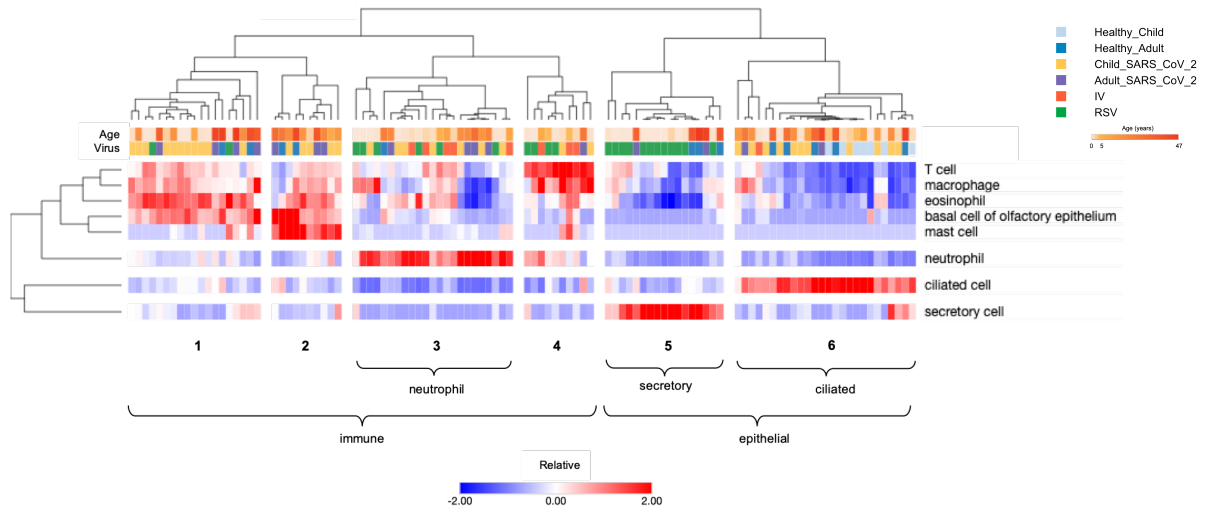 Healthy_Child
Healthy_Adult
Child_SARS_CoV_2
Adult_SARS_CoV_2
IV
RSV
Age (years)
0 5 47
Age
Virus
T cell
macrophage
eosinophil
basal cell of olfactory epithelium
mast cell
neutrophil
ciliated cell
secretory cell
1 2 3 4 5 6
neutrophil secretory ciliated
immune epithelial
Relative
-2.00 0.00 2.00